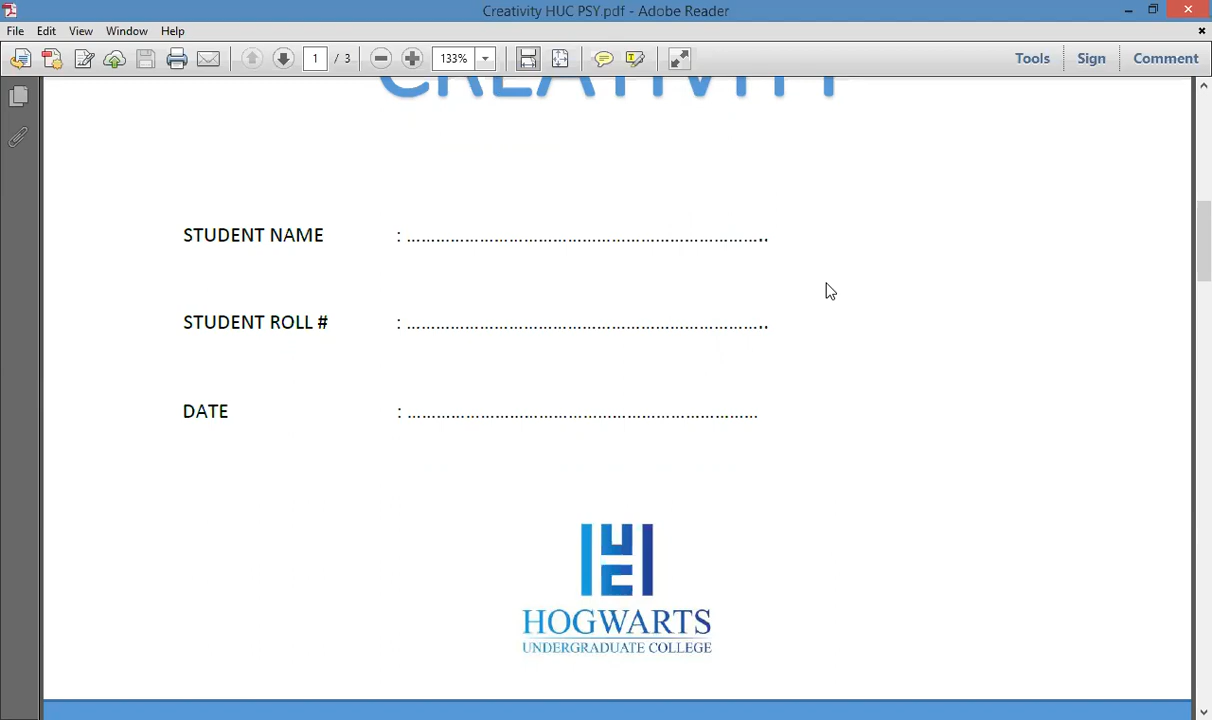 Creativity HUC PSY.pdf - Adobe Reader
File Edit View Window Help
1 / 3 133% Tools Sign Comment
CREATIVITY
STUDENT NAME : ……………………………………………………………..
STUDENT ROLL # : ……………………………………………………………..
DATE : ……………………………………………………………
HUC
HOGWARTS
UNDERGRADUATE COLLEGE